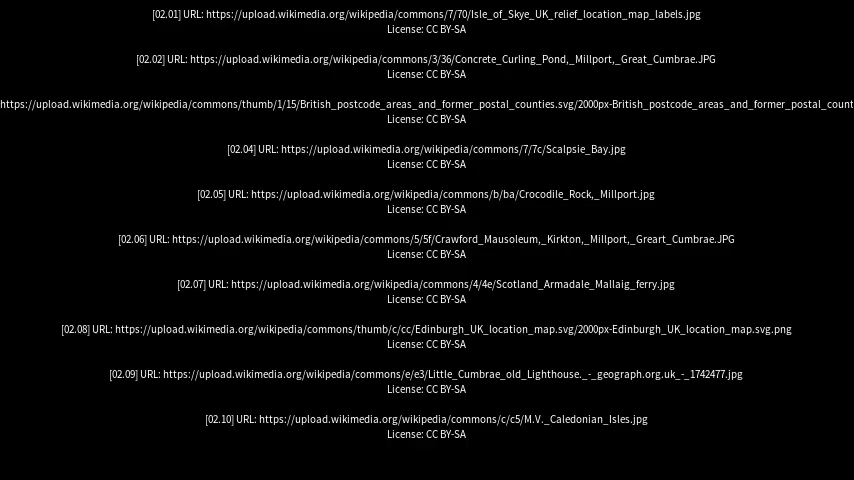 [02.01] URL: https://upload.wikimedia.org/wikipedia/commons/7/70/Isle_of_Skye_UK_relief_location_map_labels.jpg
License: CC BY-SA
[02.02] URL: https://upload.wikimedia.org/wikipedia/commons/3/36/Concrete_Curling_Pond,_Millport,_Great_Cumbrae.JPG
License: CC BY-SA
https://upload.wikimedia.org/wikipedia/commons/thumb/1/15/British_postcode_areas_and_former_postal_counties.svg/2000px-British_postcode_areas_and_former_postal_count
License: CC BY-SA
[02.04] URL: https://upload.wikimedia.org/wikipedia/commons/7/7c/Scalpsie_Bay.jpg
License: CC BY-SA
[02.05] URL: https://upload.wikimedia.org/wikipedia/commons/b/ba/Crocodile_Rock,_Millport.jpg
License: CC BY-SA
[02.06] URL: https://upload.wikimedia.org/wikipedia/commons/5/5f/Crawford_Mausoleum,_Kirkton,_Millport,_Greart_Cumbrae.JPG
License: CC BY-SA
[02.07] URL: https://upload.wikimedia.org/wikipedia/commons/4/4e/Scotland_Armadale_Mallaig_ferry.jpg
License: CC BY-SA
[02.08] URL: https://upload.wikimedia.org/wikipedia/commons/thumb/c/cc/Edinburgh_UK_location_map.svg/2000px-Edinburgh_UK_location_map.svg.png
License: CC BY-SA
[02.09] URL: https://upload.wikimedia.org/wikipedia/commons/e/e3/Little_Cumbrae_old_Lighthouse._-_geograph.org.uk_-_1742477.jpg
License: CC BY-SA
[02.10] URL: https://upload.wikimedia.org/wikipedia/commons/c/c5/M.V._Caledonian_Isles.jpg
License: CC BY-SA